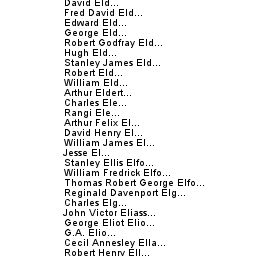 David Eld...
Fred David Eld...
Edward Eld...
George Eld...
Robert Godfray Eld...
Hugh Eld...
Stanley James Eld...
Robert Eld...
William Eld...
Arthur Eldert...
Charles Ele...
Rangi Ele...
Arthur Felix El...
David Henry El...
William James El...
Jesse El...
Stanley Ellis Elfo...
William Fredrick Elfo...
Thomas Robert George Elfo...
Reginald Davenport Elg...
Charles Elg...
John Victor Eliass...
George Eliot Elio...
G.A. Elio...
Cecil Annesley Ella...
Robert Henry Ell...